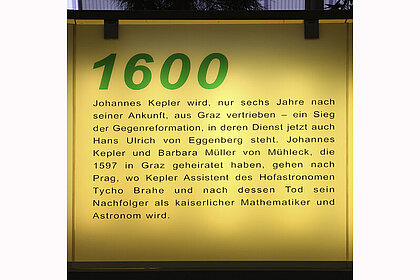 1600
Johannes Kepler wird, nur sechs Jahre nach
seiner Ankunft, aus Graz vertrieben – ein Sieg
der Gegenreformation, in deren Dienst jetzt auch
Hans Ulrich von Eggenberg steht. Johannes
Kepler und Barbara Müller von Mühleck, die
1597 in Graz geheiratet haben, gehen nach
Prag, wo Kepler Assistent des Hofastronomen
Tycho Brahe und nach dessen Tod sein
Nachfolger als kaiserlicher Mathematiker und
Astronom wird.